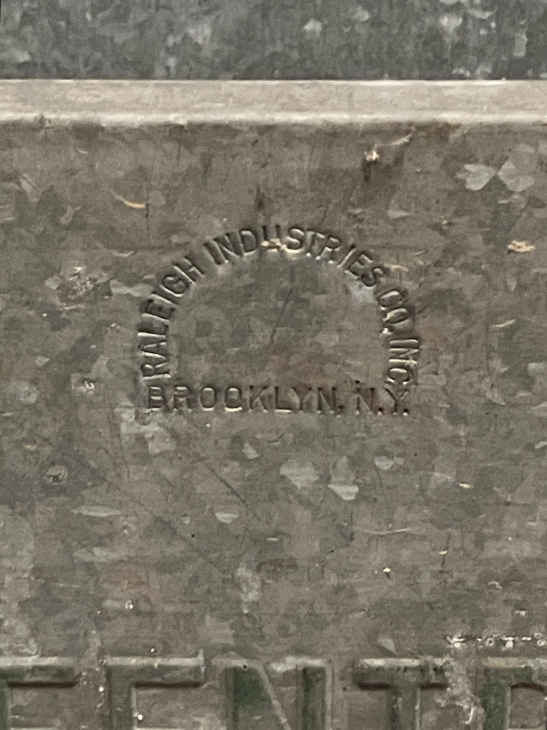 RALEIGH INDUSTRIES CO. INC.
BROOKLYN. N.Y.